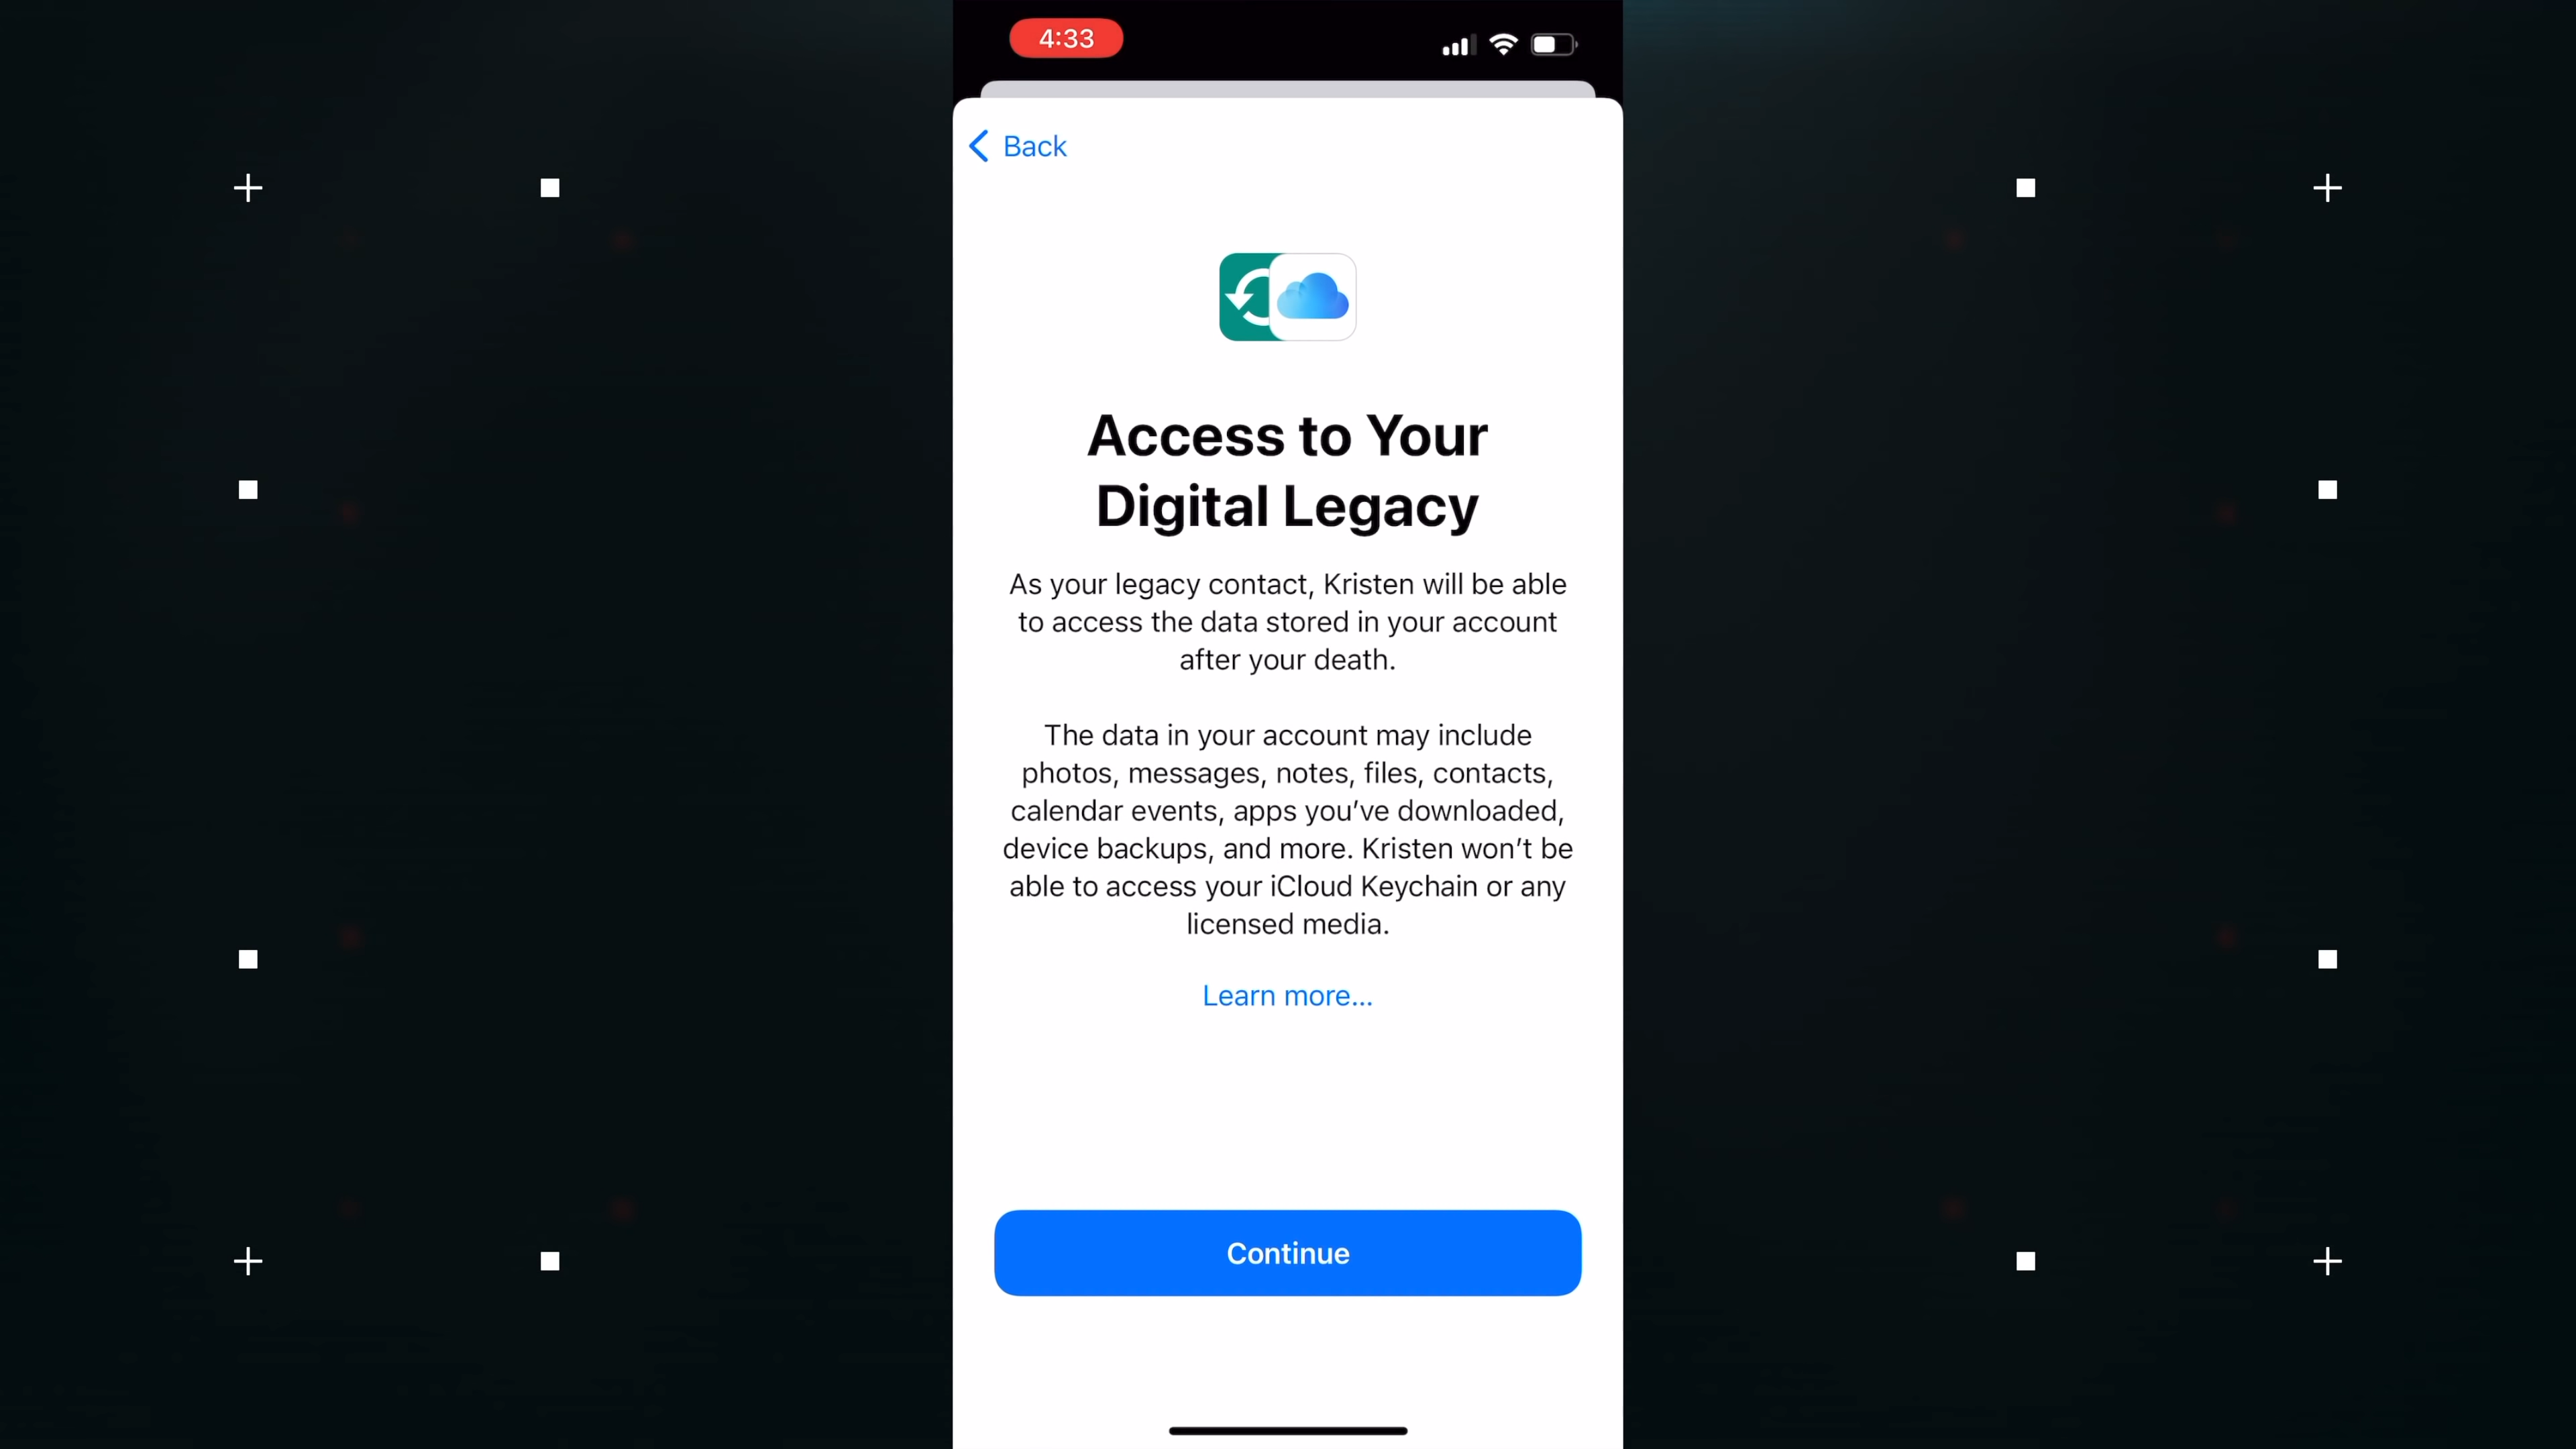 4:33
Back
Access to Your
Digital Legacy
As your legacy contact, Kristen will be able
to access the data stored in your account
after your death.
The data in your account may include
photos, messages, notes, files, contacts,
calendar events, apps you’ve downloaded,
device backups, and more. Kristen won’t be
able to access your iCloud Keychain or any
licensed media.
Learn more...
Continue